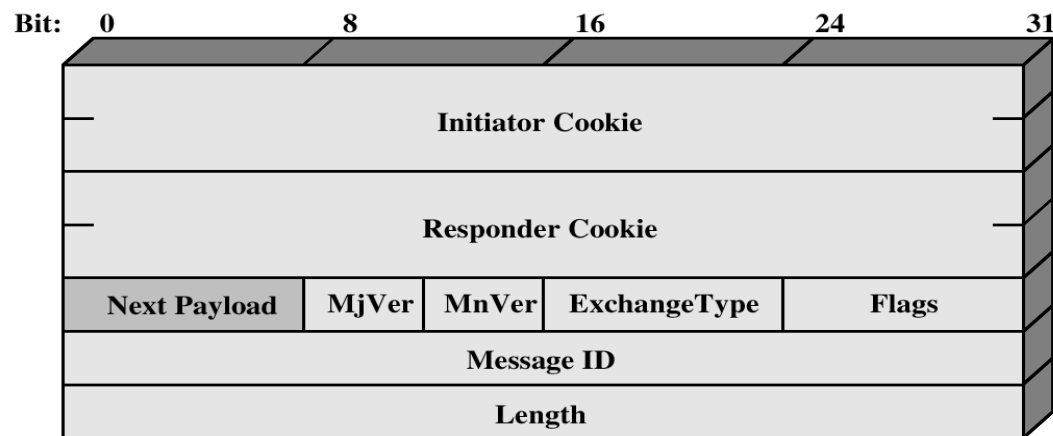 Bit: 0 8 16 24 31
Initiator Cookie
Responder Cookie
Next Payload MjVer MnVer ExchangeType Flags
Message ID
Length